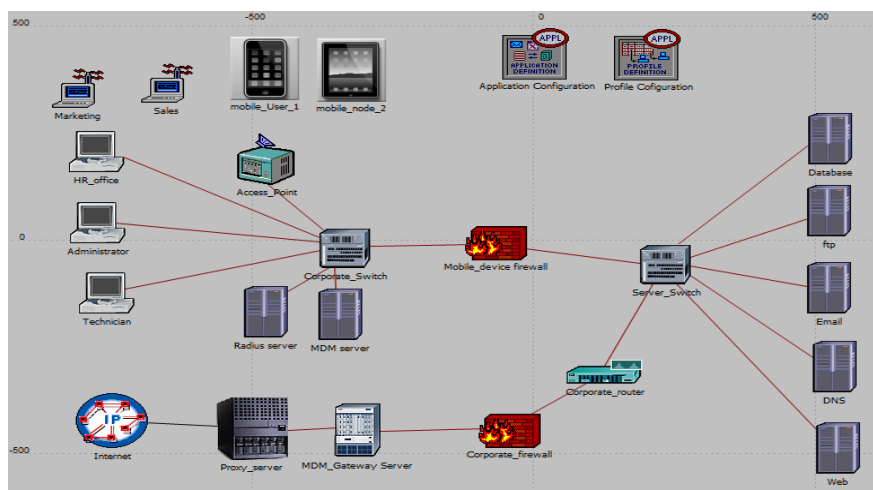 -500
0
500
500
APPL
APPLICATION
DEFINITION
APPL
PROFILE
DEFINITION
Application Configuration
Profile Cofiguration
Marketing
Sales
mobile_User_1
mobile_node_2
HR_office
Access_Point
Database
Administrator
0
Corporate_Switch
Mobile_device firewall
Server_Switch
ftp
Technician
Radius server
MDM server
Email
Corporate_router
DNS
IP
Internet
-500
Proxy_server
MDM_Gateway Server
Corporate_firewall
Web